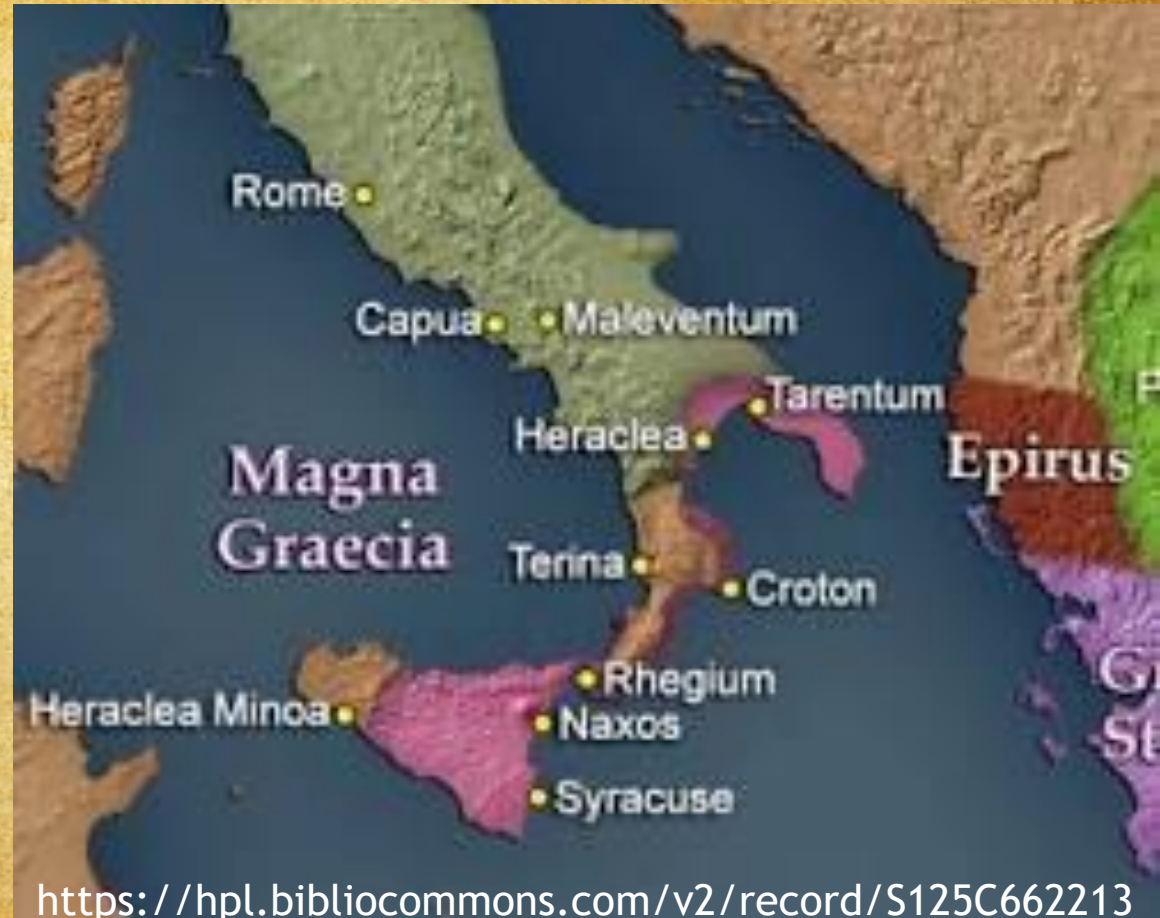 Rome
Capua
Maleventum
Tarentum
Heraclea
Epirus
Magna
Graecia
Terina
Croton
Rhegium
Heraclea Minoa
Naxos
Syracuse
https://hpl.bibliocommons.com/v2/record/S125C662213